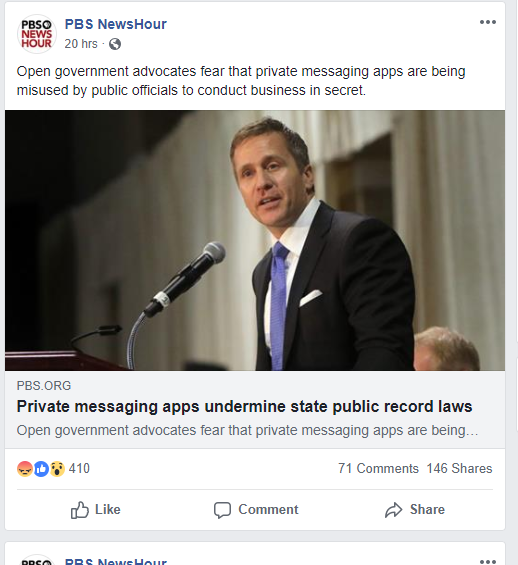 PBS
NEWS
HOUR
PBS NewsHour
20 hrs ·
Open government advocates fear that private messaging apps are being
misused by public officials to conduct business in secret.
PBS.ORG
Private messaging apps undermine state public record laws
Open government advocates fear that private messaging apps are being...
410
71 Comments 146 Shares
Like Comment Share
PBS
PBS NewsHour